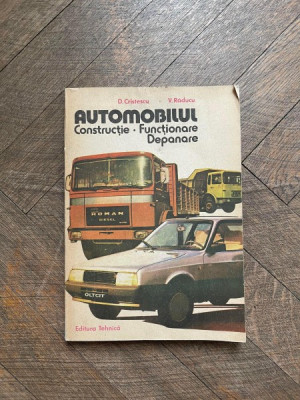 D. Cristescu V. Răducu
AUTOMOBILUL
Construcție • Funcționare
Depanare
ROMAN
DIESEL
OLTCIT
Editura Tehnică